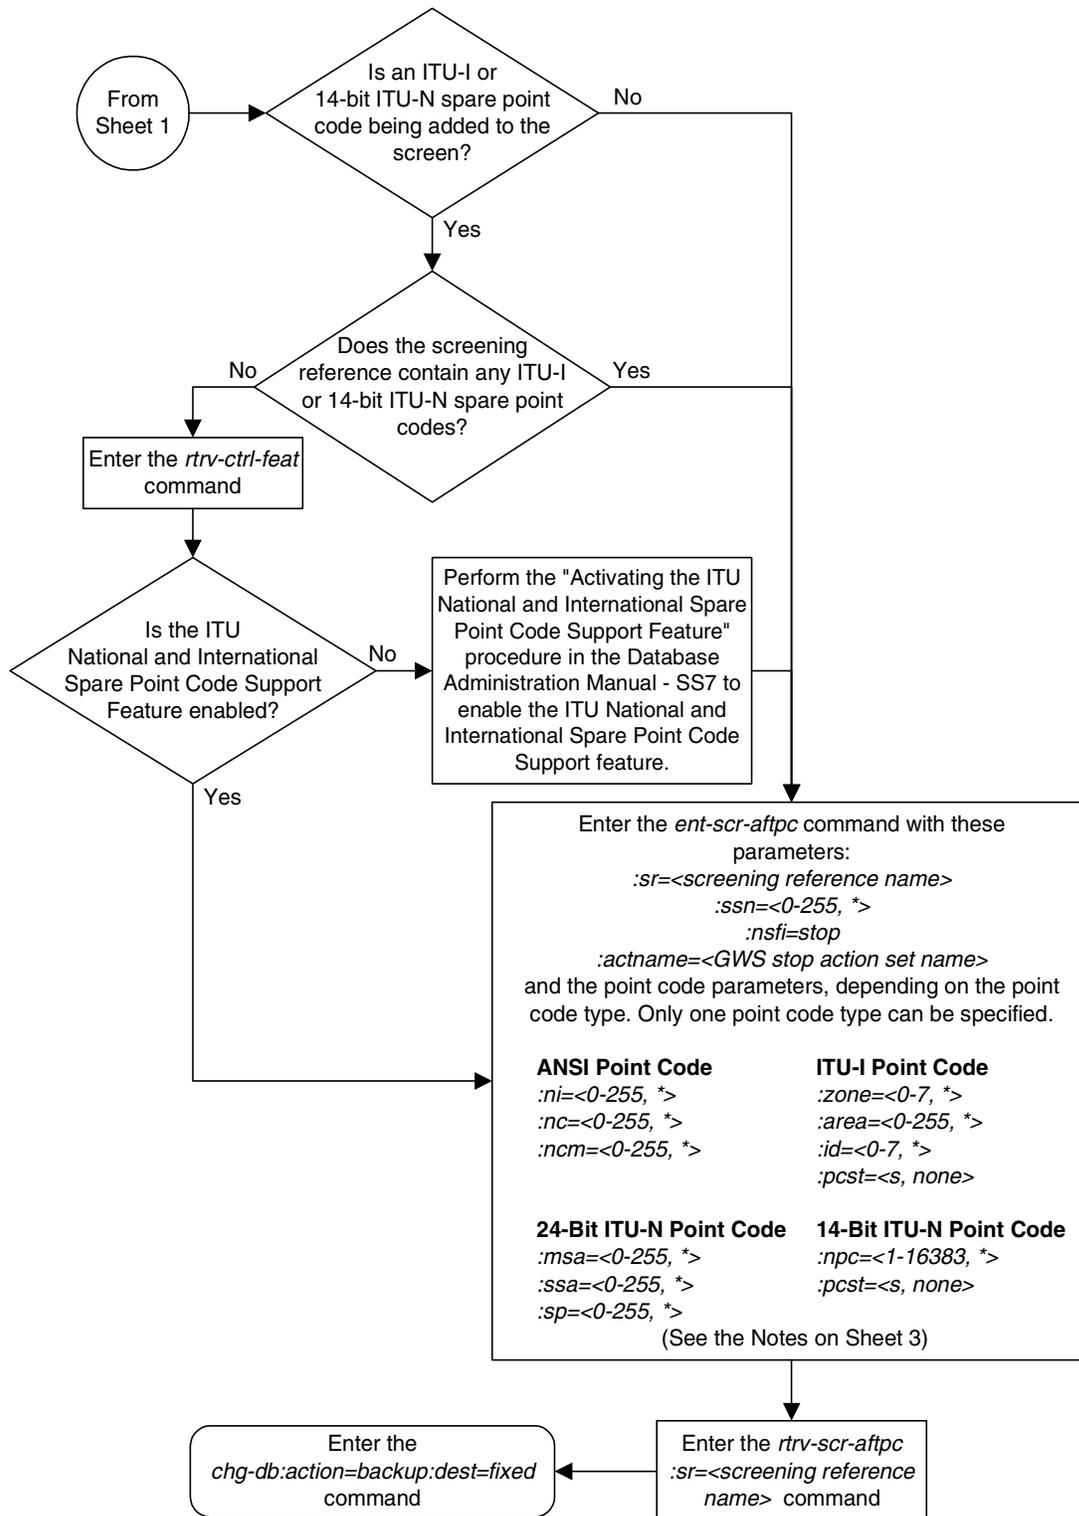 From
Sheet 1
Is an ITU-I or
14-bit ITU-N spare point
code being added to the
screen?
No
Yes
Does the screening
reference contain any ITU-I
or 14-bit ITU-N spare point
codes?
No
Yes
Enter the rtrv-ctrl-feat
command
Is the ITU
National and International
Spare Point Code Support
Feature enabled?
No
Yes
Perform the "Activating the ITU
National and International Spare
Point Code Support Feature"
procedure in the Database
Administration Manual - SS7 to
enable the ITU National and
International Spare Point Code
Support feature.
Enter the ent-scr-aftpc command with these
parameters:
:sr=<screening reference name>
:ssn=<0-255, *>
:nsfi=stop
:actname=<GWS stop action set name>
and the point code parameters, depending on the point
code type. Only one point code type can be specified.
ANSI Point Code
:ni=<0-255, *>
:nc=<0-255, *>
:ncm=<0-255, *>
ITU-I Point Code
:zone=<0-7, *>
:area=<0-255, *>
:id=<0-7, *>
:pcst=<s, none>
24-Bit ITU-N Point Code
:msa=<0-255, *>
:ssa=<0-255, *>
:sp=<0-255, *>
14-Bit ITU-N Point Code
:npc=<1-16383, *>
:pcst=<s, none>
(See the Notes on Sheet 3)
Enter the rtrv-scr-aftpc
:sr=<screening reference
name> command
Enter the
chg-db:action=backup:dest=fixed
command